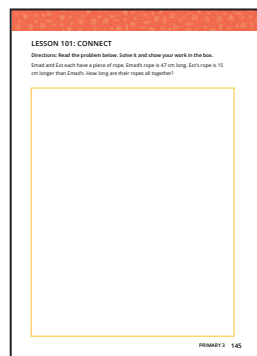 LESSON 101: CONNECT
Directions: Read the problem below. Solve it and show your work in the box.
Emad and Ezz each have a piece of rope. Emad's rope is 47 cm long. Ezz's rope is 15
cm longer than Emad's. How long are their ropes all together?
PRIMARY 3 145